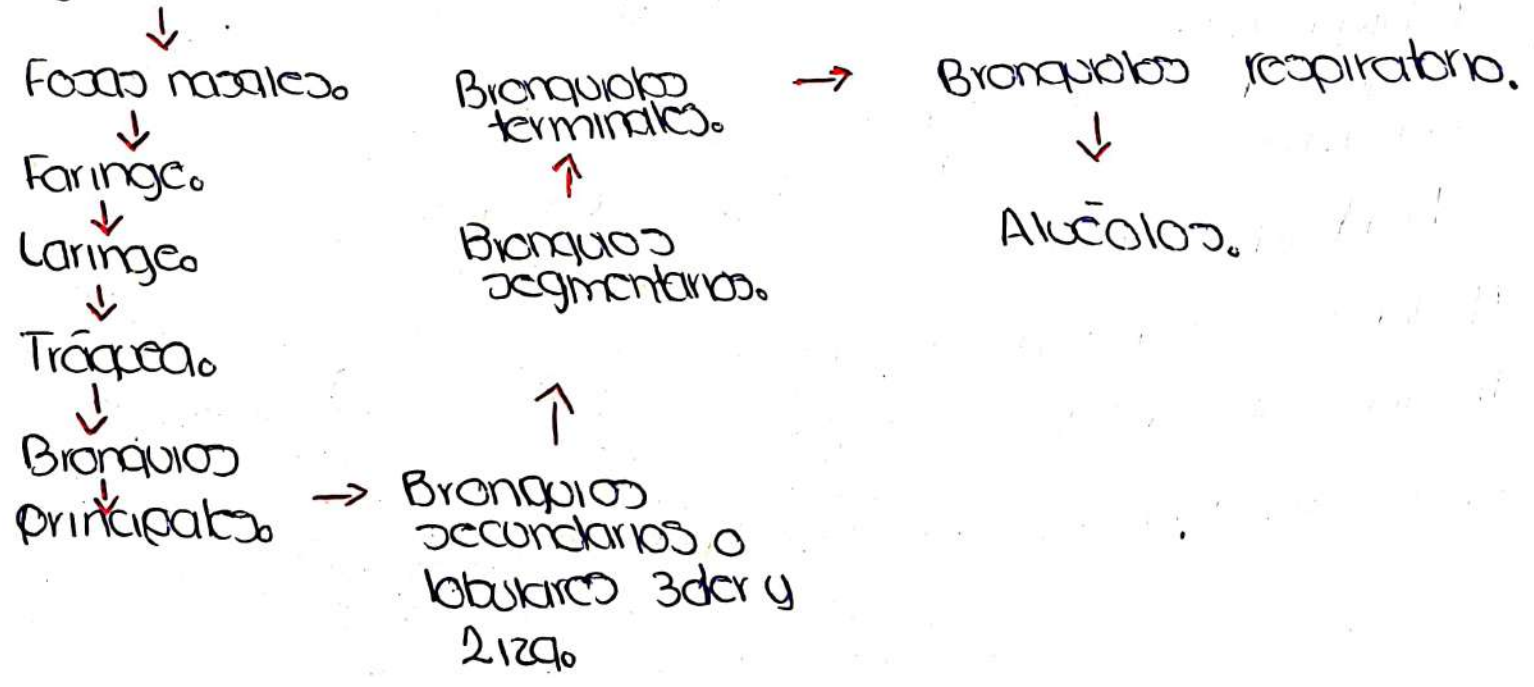 Fosas nasales.
Faringe.
Laringe.
Tráquea.
Bronquios
principales.
Bronquios
secundarios o
lobulares 3der y
2izq.
Bronquios
segmentarios.
Bronquiolos
terminales.
Bronquiolos respiratorio.
Alvéolos.